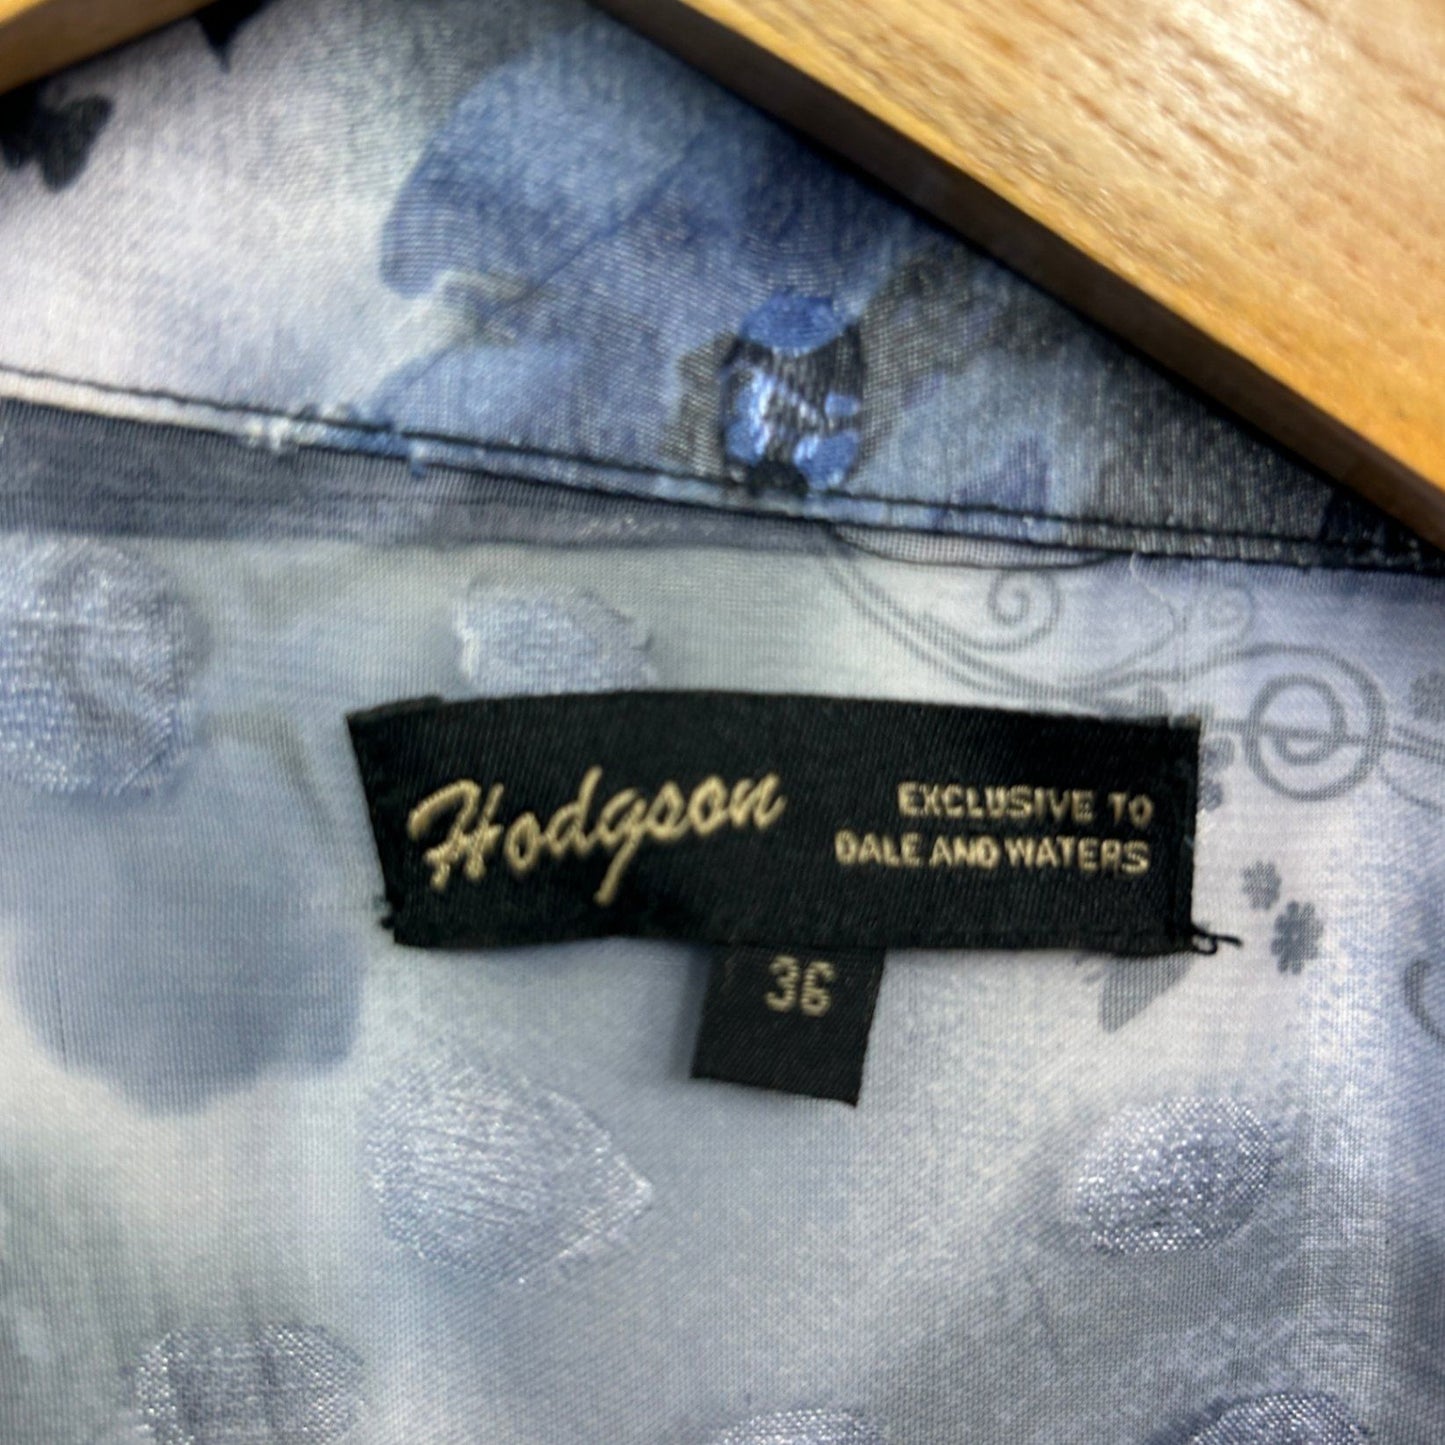 Hodgson
EXCLUSIVE TO
DALE AND WATERS
36